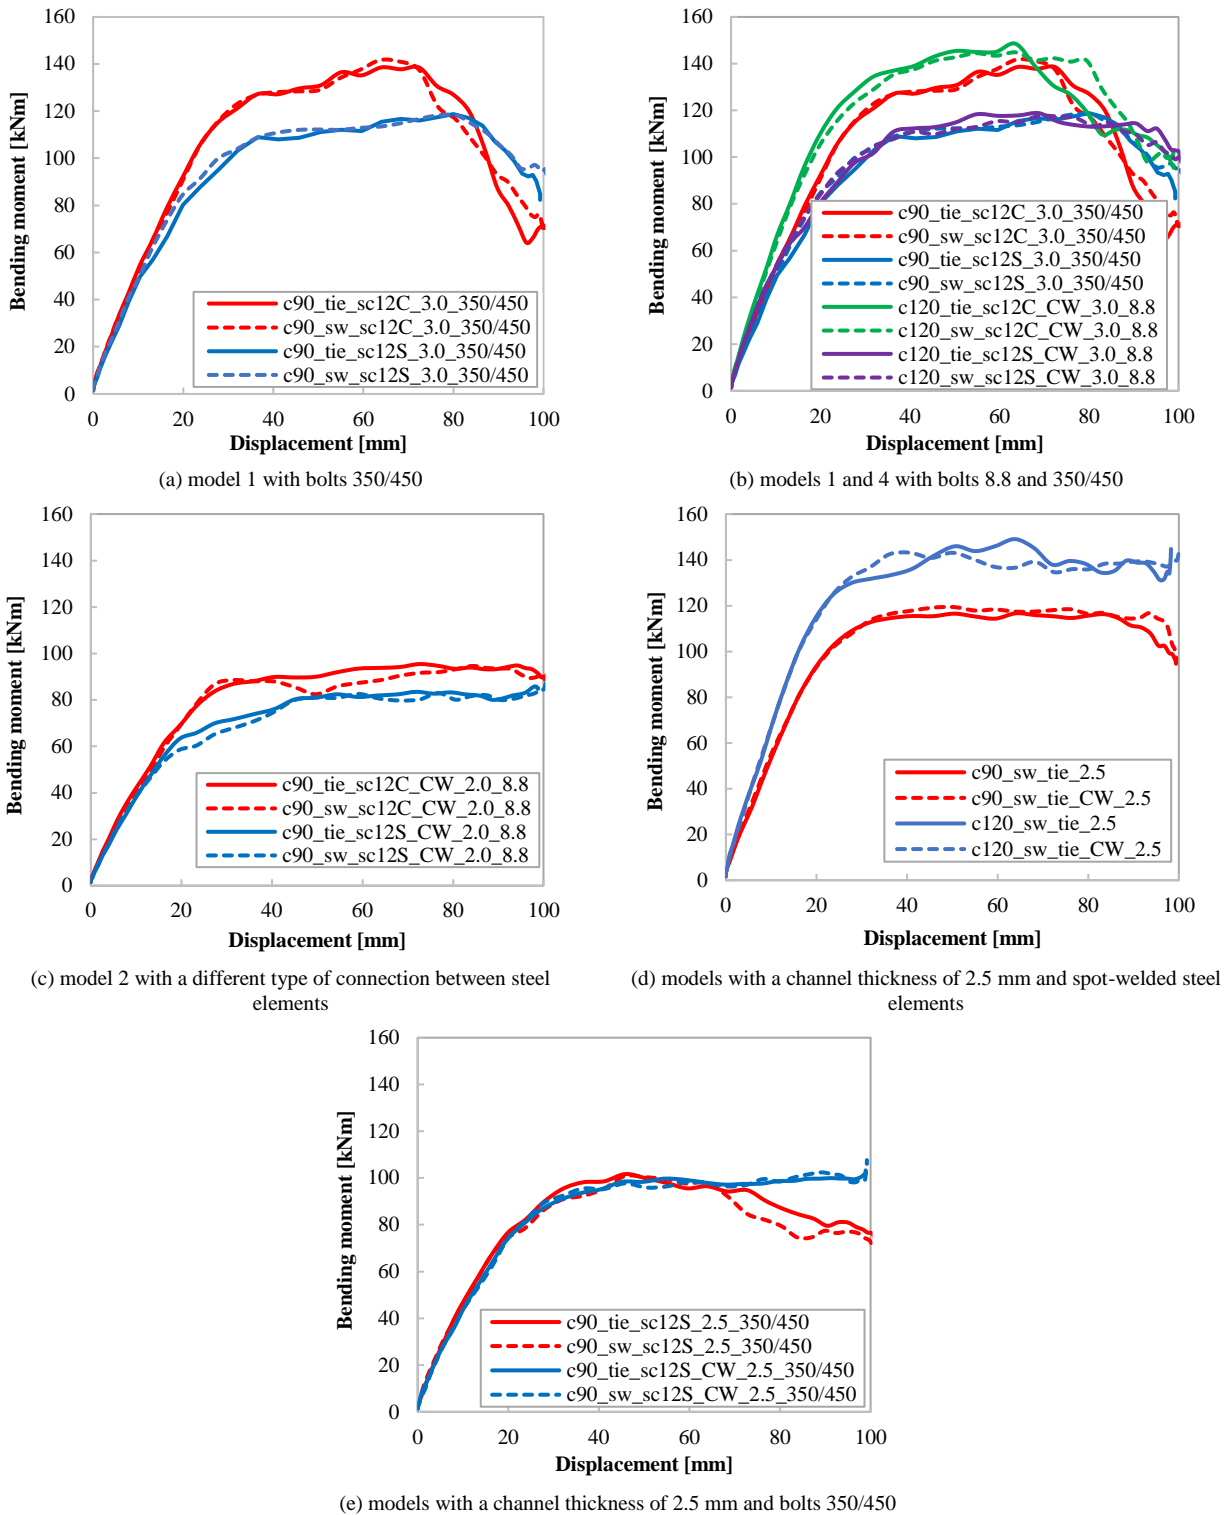 160
140
120
100
80
60
40
20
0
Bending moment [kNm]
c90_tie_sc12C_3.0_350/450
c90_sw_sc12C_3.0_350/450
c90_tie_sc12S_3.0_350/450
c90_sw_sc12S_3.0_350/450
0 20 40 60 80 100
Displacement [mm]
(a) model 1 with bolts 350/450
160
140
120
100
80
60
40
20
0
Bending moment [kNm]
c90_tie_sc12C_3.0_350/450
c90_sw_sc12C_3.0_350/450
c90_tie_sc12S_3.0_350/450
c90_sw_sc12S_3.0_350/450
c120_tie_sc12C_CW_3.0_8.8
c120_sw_sc12C_CW_3.0_8.8
c120_tie_sc12S_CW_3.0_8.8
c120_sw_sc12S_CW_3.0_8.8
0 20 40 60 80 100
Displacement [mm]
(b) models 1 and 4 with bolts 8.8 and 350/450
160
140
120
100
80
60
40
20
0
Bending moment [kNm]
c90_tie_sc12C_CW_2.0_8.8
c90_sw_sc12C_CW_2.0_8.8
c90_tie_sc12S_CW_2.0_8.8
c90_sw_sc12S_CW_2.0_8.8
0 20 40 60 80 100
Displacement [mm]
(c) model 2 with a different type of connection between steel
elements
160
140
120
100
80
60
40
20
0
Bending moment [kNm]
c90_sw_tie_2.5
c90_sw_tie_CW_2.5
c120_sw_tie_2.5
c120_sw_tie_CW_2.5
0 20 40 60 80 100
Displacement [mm]
(d) models with a channel thickness of 2.5 mm and spot-welded steel
elements
160
140
120
100
80
60
40
20
0
Bending moment [kNm]
c90_tie_sc12S_2.5_350/450
c90_sw_sc12S_2.5_350/450
c90_tie_sc12S_CW_2.5_350/450
c90_sw_sc12S_CW_2.5_350/450
0 20 40 60 80 100
Displacement [mm]
(e) models with a channel thickness of 2.5 mm and bolts 350/450